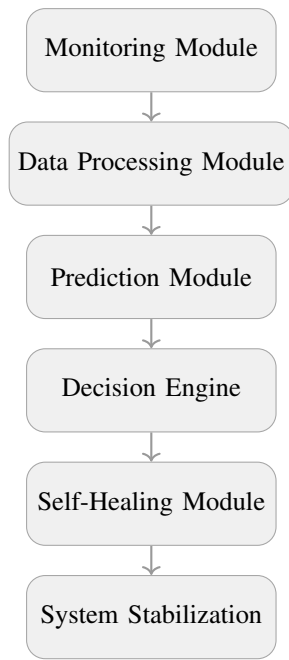 Monitoring Module
Data Processing Module
Prediction Module
Decision Engine
Self-Healing Module
System Stabilization